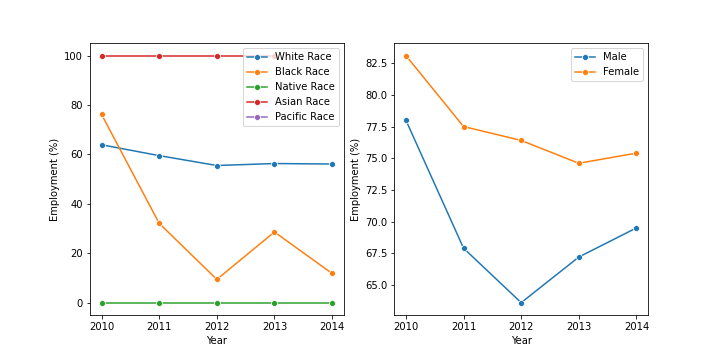 100
80
60
40
20
0
Employment (%)
2010 2011 2012 2013 2014
Year
White Race
Black Race
Native Race
Asian Race
Pacific Race
82.5
80.0
77.5
75.0
72.5
70.0
67.5
65.0
Employment (%)
2010 2011 2012 2013 2014
Year
Male
Female